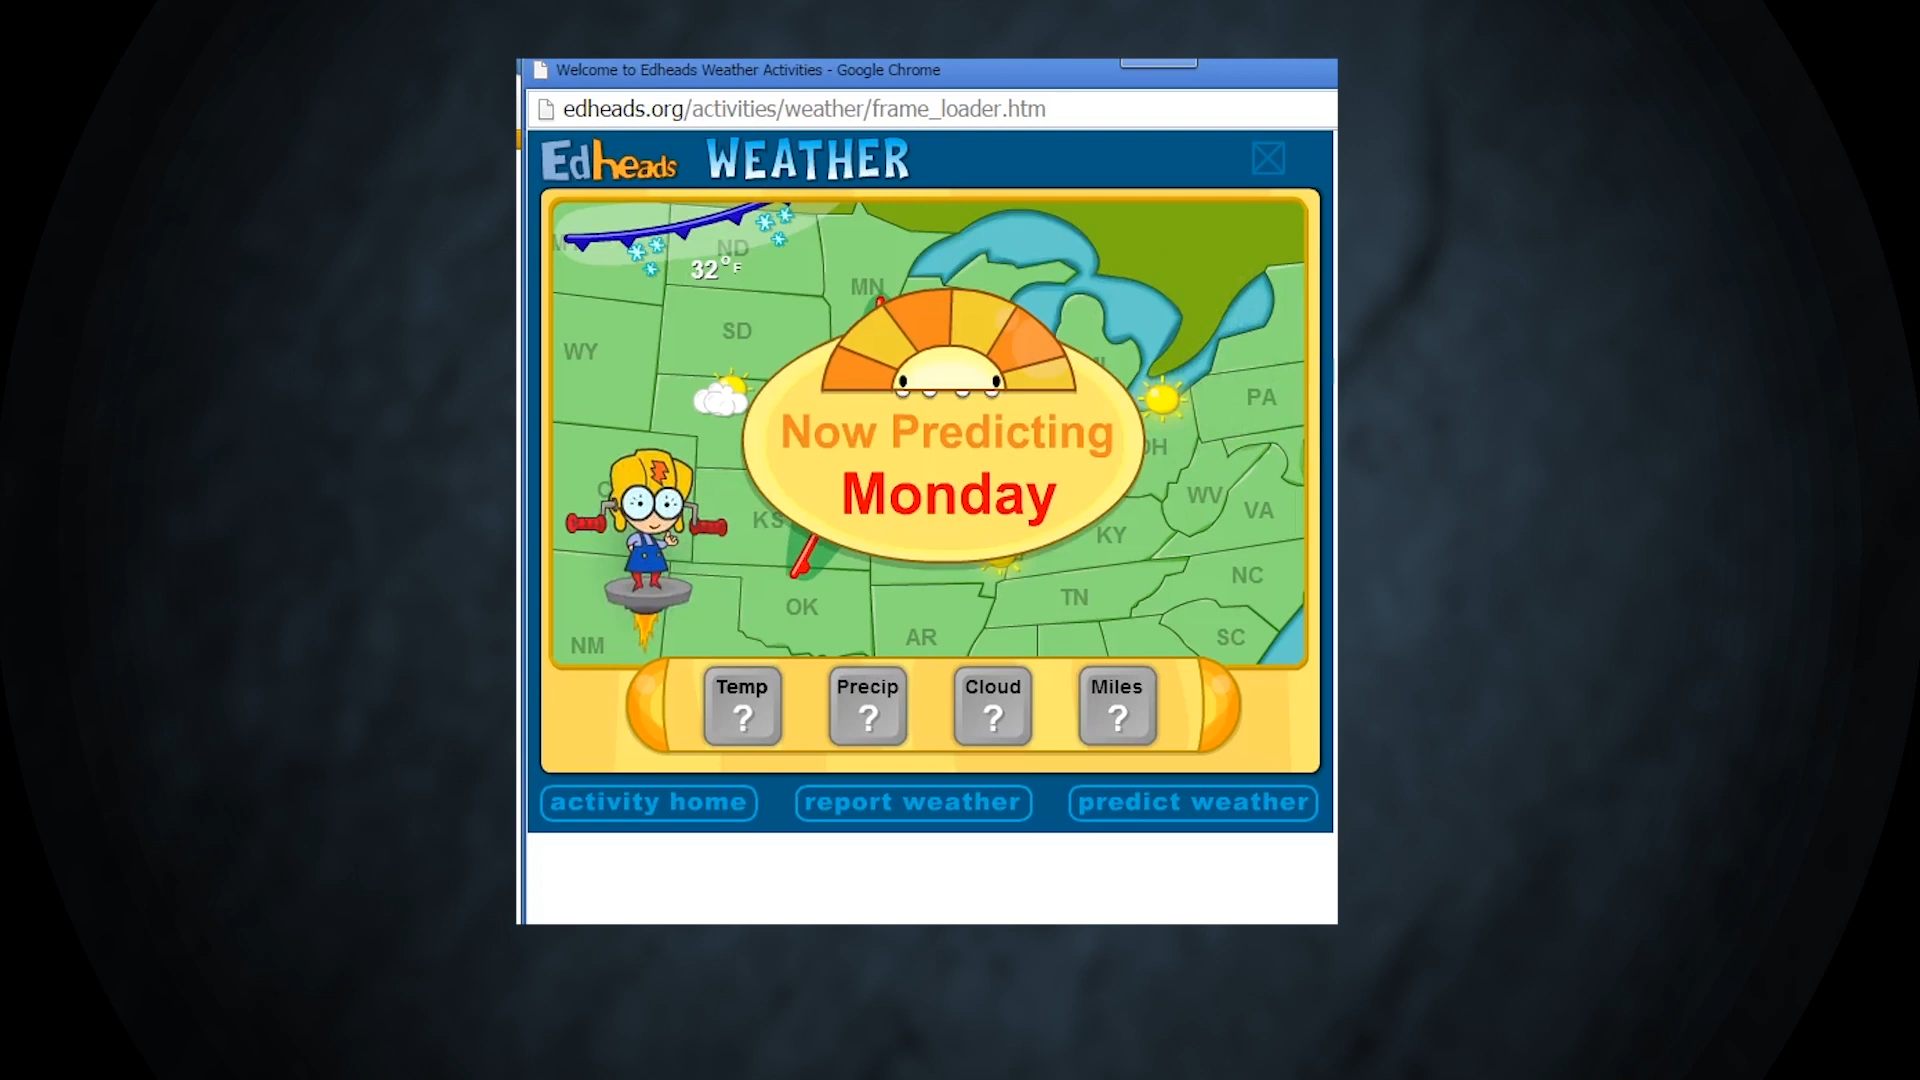 Welcome to Edheads Weather Activities - Google Chrome
edheads.org/activities/weather/frame_loader.htm
Edheads WEATHER
ND
32°F
MN
SD
WY
PA
Now Predicting
OH
Monday
WV
VA
KS
KY
NC
TN
OK
AR
SC
NM
Temp
?
Precip
?
Cloud
?
Miles
?
activity home
report weather
predict weather